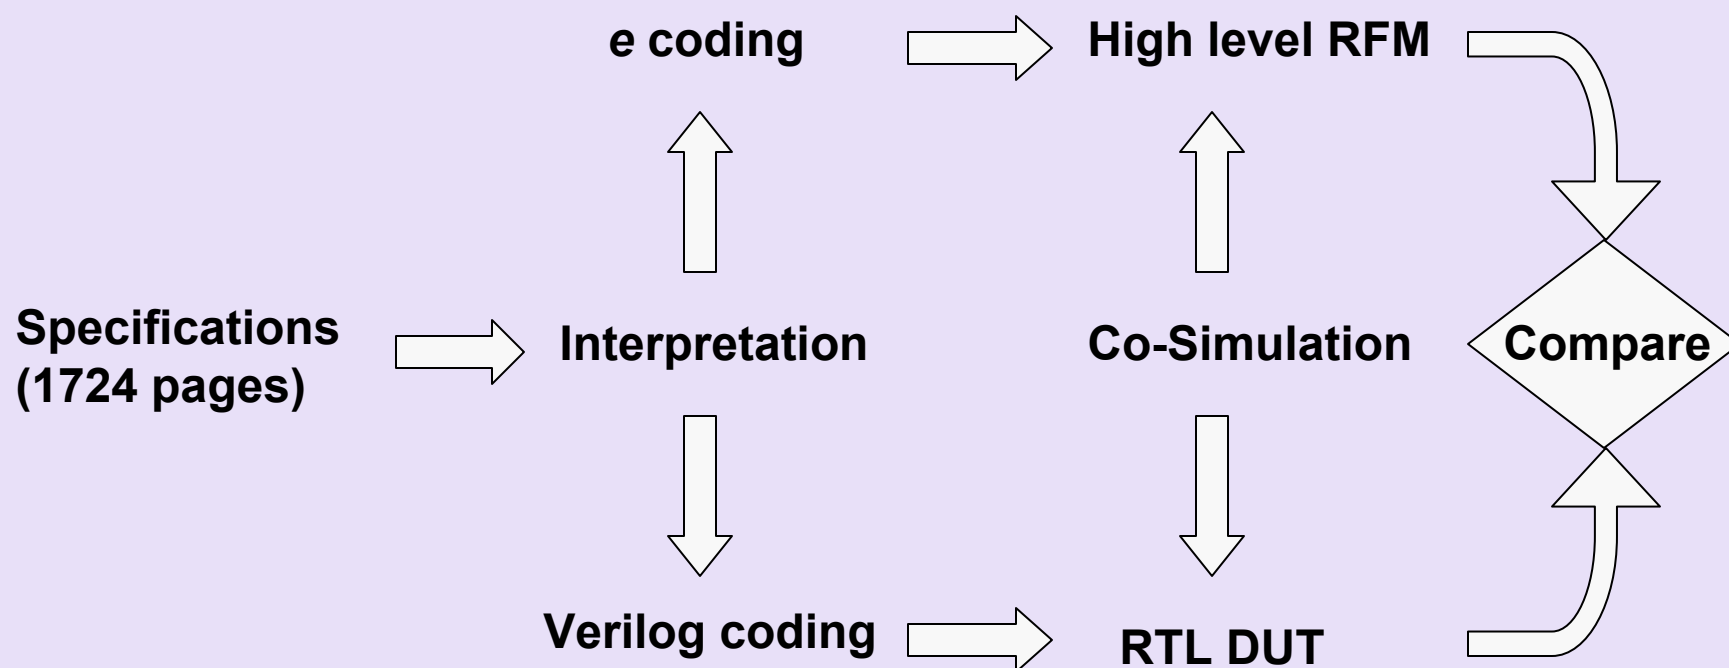 e coding
High level RFM
Specifications
(1724 pages)
Interpretation
Co-Simulation
Compare
Verilog coding
RTL DUT